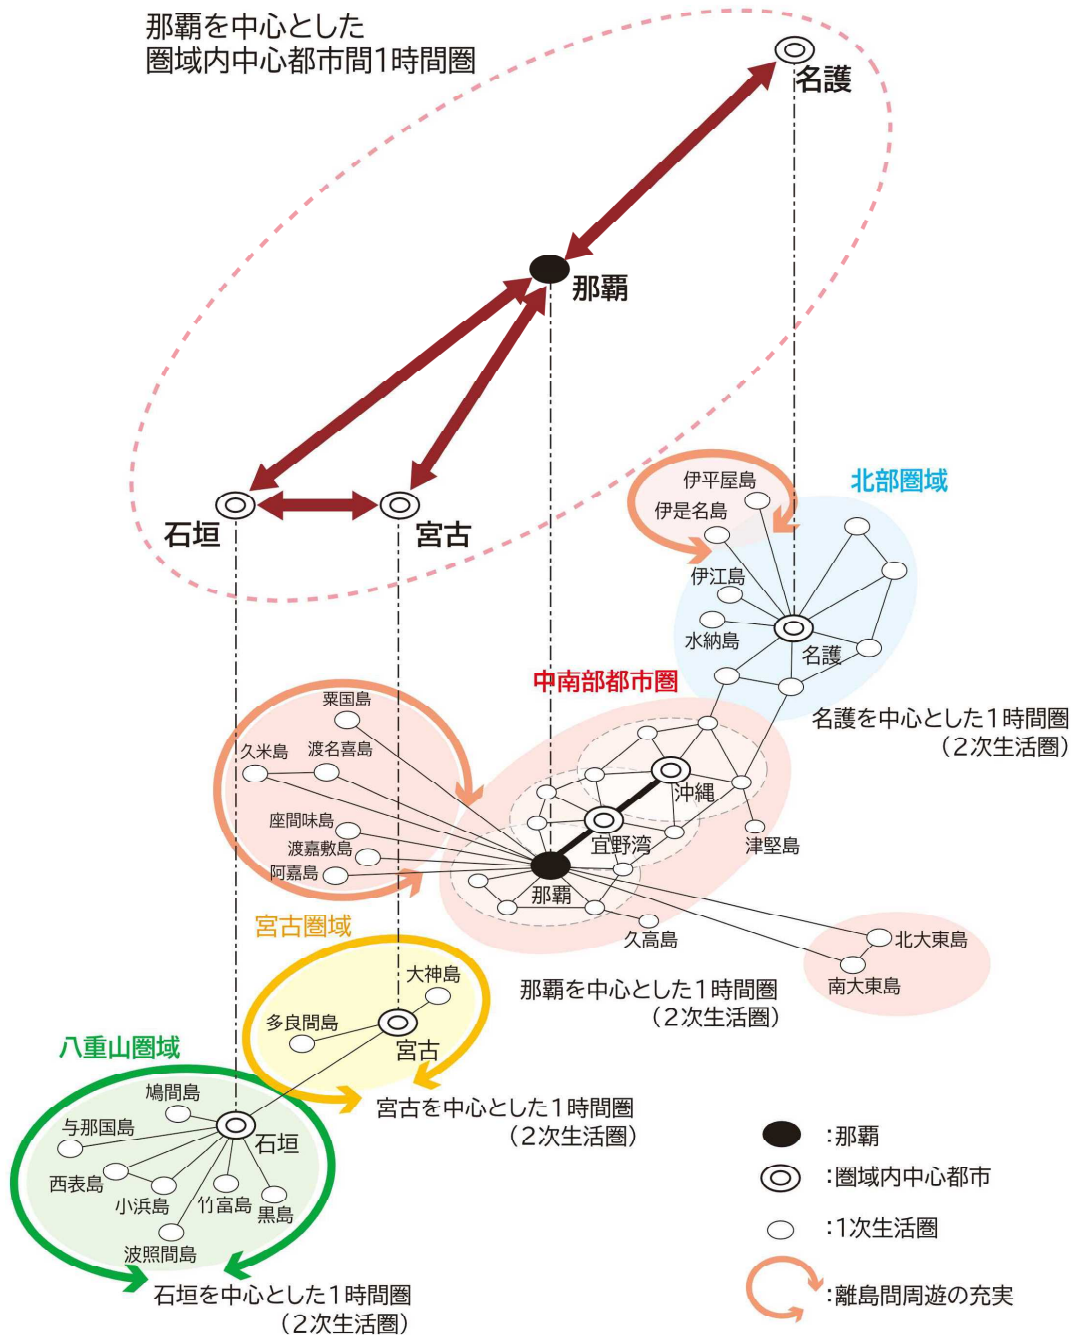 那覇を中心とした
圏域内中心都市間1時間圏
名護
那覇
石垣
宮古
北部圏域
伊平屋島
伊是名島
伊江島
水納島
名護
名護を中心とした1時間圏
(2次生活圏)
中南部都市圏
粟国島
久米島
渡名喜島
座間味島
渡嘉敷島
阿嘉島
沖縄
宜野湾
那覇
津堅島
久高島
北大東島
南大東島
那覇を中心とした1時間圏
(2次生活圏)
宮古圏域
大神島
多良間島
宮古
宮古を中心とした1時間圏
(2次生活圏)
八重山圏域
鳩間島
与那国島
石垣
西表島
小浜島
竹富島
黒島
波照間島
石垣を中心とした1時間圏
(2次生活圏)
:那覇
:圏域内中心都市
:1次生活圏
:離島問周遊の充実